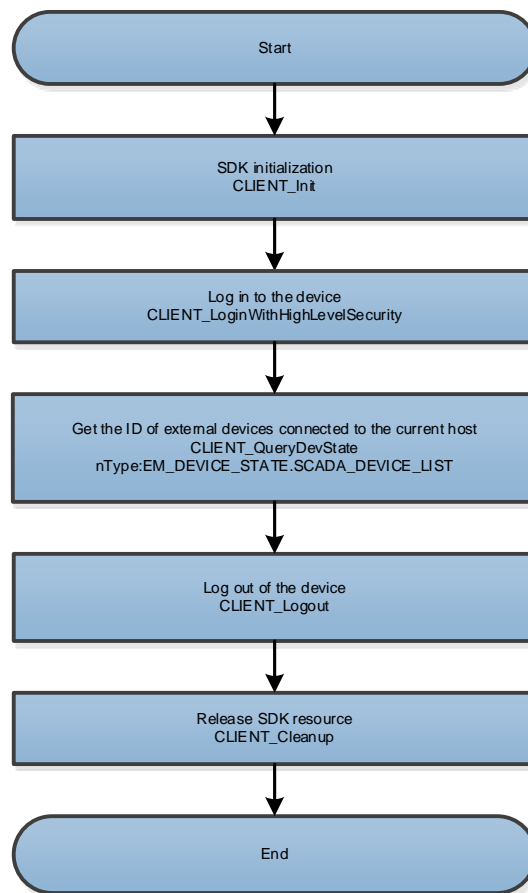 Start
SDK initialization
CLIENT_Init
Log in to the device
CLIENT_LoginWithHighLevelSecurity
Get the ID of external devices connected to the current host
CLIENT_QueryDevState
nType:EM_DEVICE_STATE.SCADA_DEVICE_LIST
Log out of the device
CLIENT_Logout
Release SDK resource
CLIENT_Cleanup
End